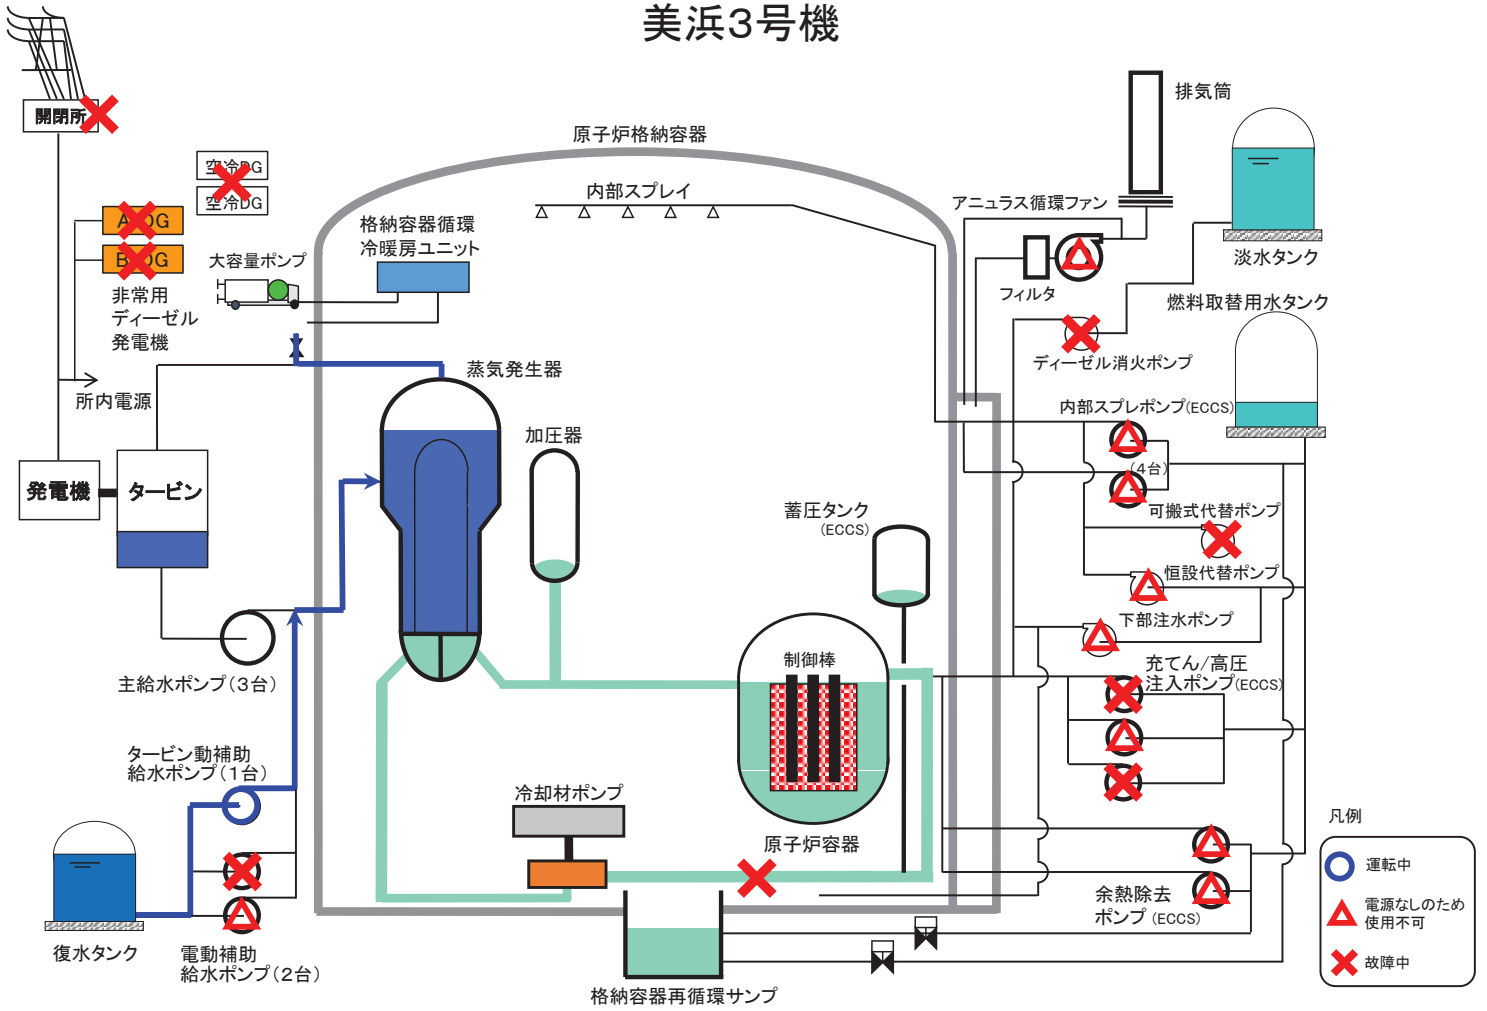 美浜3号機
開閉所
空冷DG
空冷DG
A-DG
B-DG
非常用
ディーゼル
発電機
大容量ポンプ
所内電源
発電機
タービン
主給水ポンプ(3台)
タービン動補助
給水ポンプ(1台)
復水タンク
電動補助
給水ポンプ(2台)
原子炉格納容器
内部スプレイ
格納容器循環
冷暖房ユニット
蒸気発生器
加圧器
蓄圧タンク
(ECCS)
制御棒
原子炉容器
冷却材ポンプ
格納容器再循環サンプ
排気筒
アニュラス循環ファン
フィルタ
淡水タンク
燃料取替用水タンク
ディーゼル消火ポンプ
内部スプレポンプ(ECCS)
(4台)
可搬式代替ポンプ
恒設代替ポンプ
下部注水ポンプ
充てん/高圧
注入ポンプ(ECCS)
余熱除去
ポンプ(ECCS)
凡例
運転中
電源なしのため
使用不可
故障中